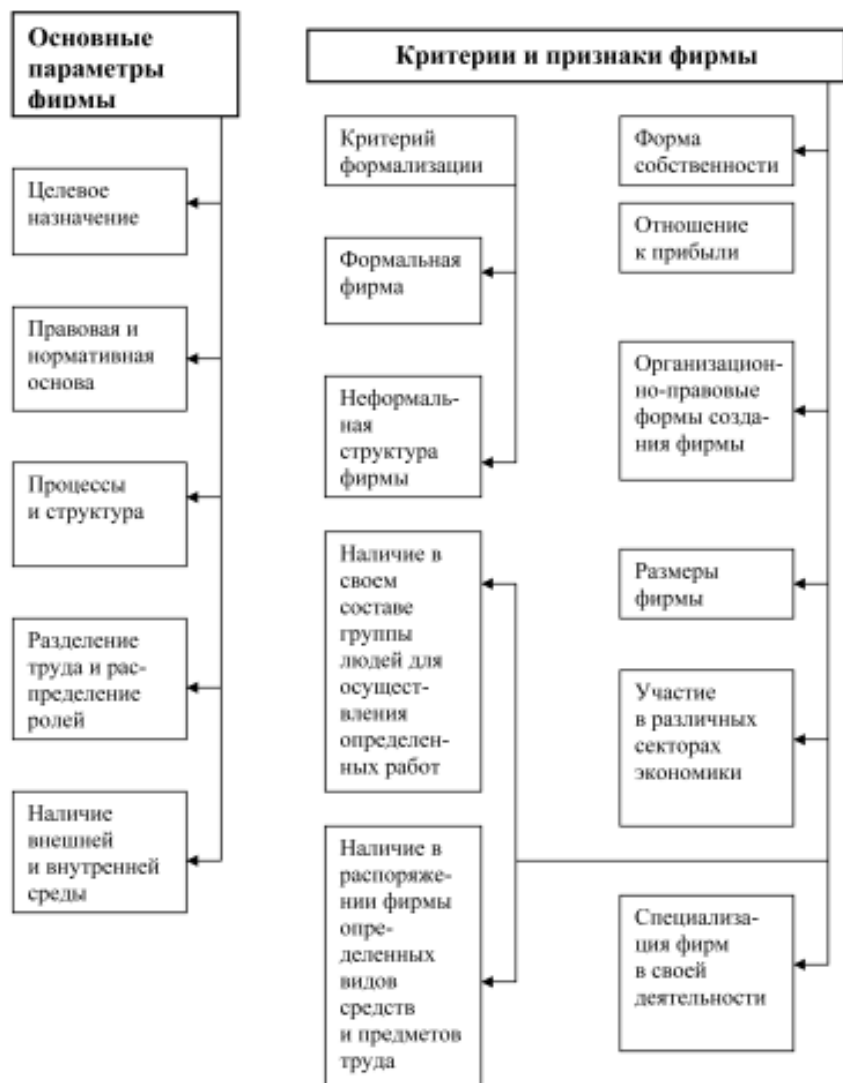 Основные
параметры
фирмы
Целевое
назначение
Правовая и
нормативная
основа
Процессы
и структура
Разделение
труда и рас-
пределение
ролей
Наличие
внешней
и внутренней
среды
Критерии и признаки фирмы
Критерий
формализации
Формальная
фирма
Неформаль-
ная
структура
фирмы
Наличие в
своем
составе
группы
людей для
осущест-
вления
определен-
ных работ
Наличие в
распоряже-
нии фирмы
опре-
деленных
видов
средств
и предметов
труда
Форма
собственности
Отношение
к прибыли
Организацион-
но-правовые
формы созда-
ния фирмы
Размеры
фирмы
Участие
в различных
секторах
экономики
Специализа-
ция фирм
в своей
деятельности